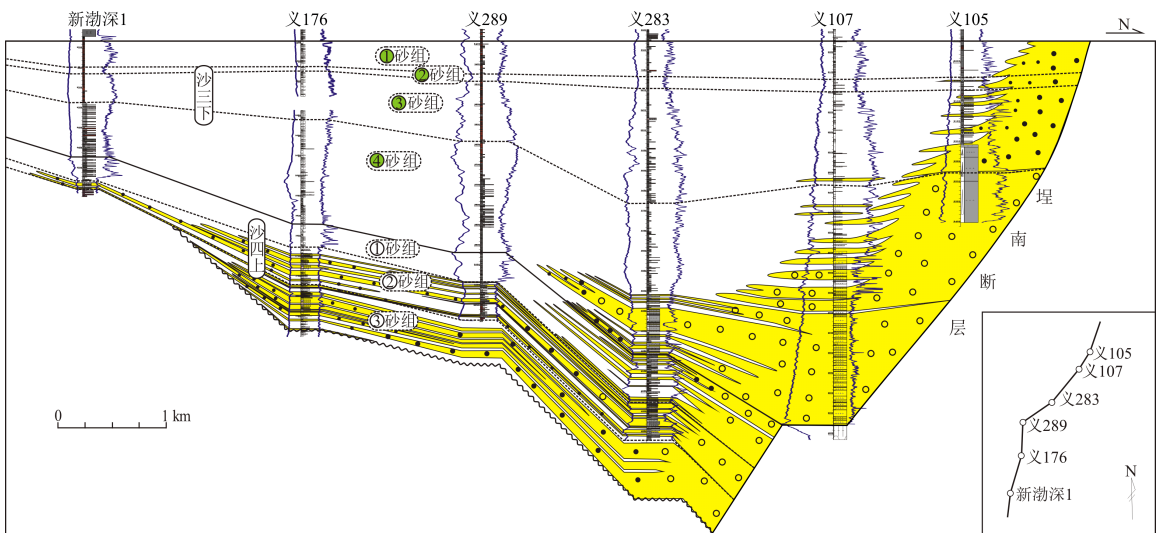 新渤深1
义176
义289
义283
义107
义105
N
①砂组
②砂组
③砂组
④砂组
沙三下
沙四上
①砂组
②砂组
③砂组
埕南断层
0
1 km
义105
义107
义283
义289
义176
新渤深1
N